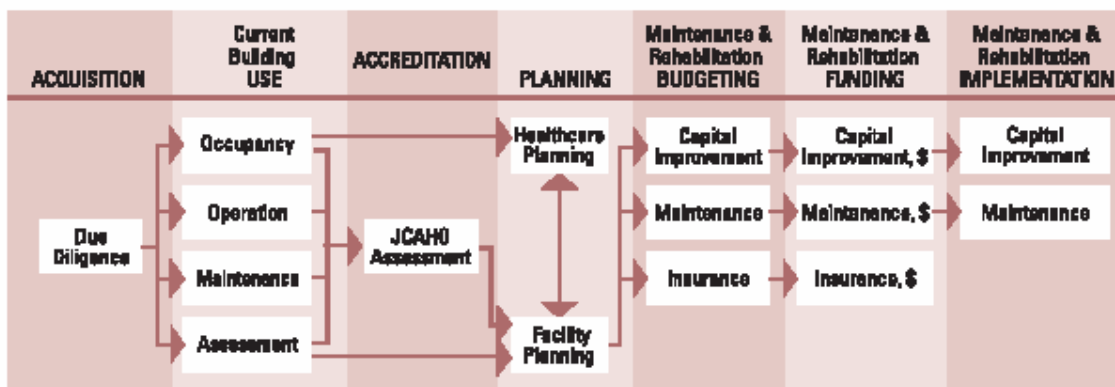 ACQUISITION
Current
Building
USE
ACCREDITATION
PLANNING
Maintenance &
Rehabilitation
BUDGETING
Maintenance &
Rehabilitation
FUNDING
Maintenance &
Rehabilitation
IMPLEMENTATION
Due
Diligence
Occupancy
Operation
Maintenance
Assessment
JCAHO
Assessment
Healthcare
Planning
Facility
Planning
Capital
Improvement
Maintenance
Insurance
Capital
Improvement, $
Maintenance, $
Insurance, $
Capital
Improvement
Maintenance